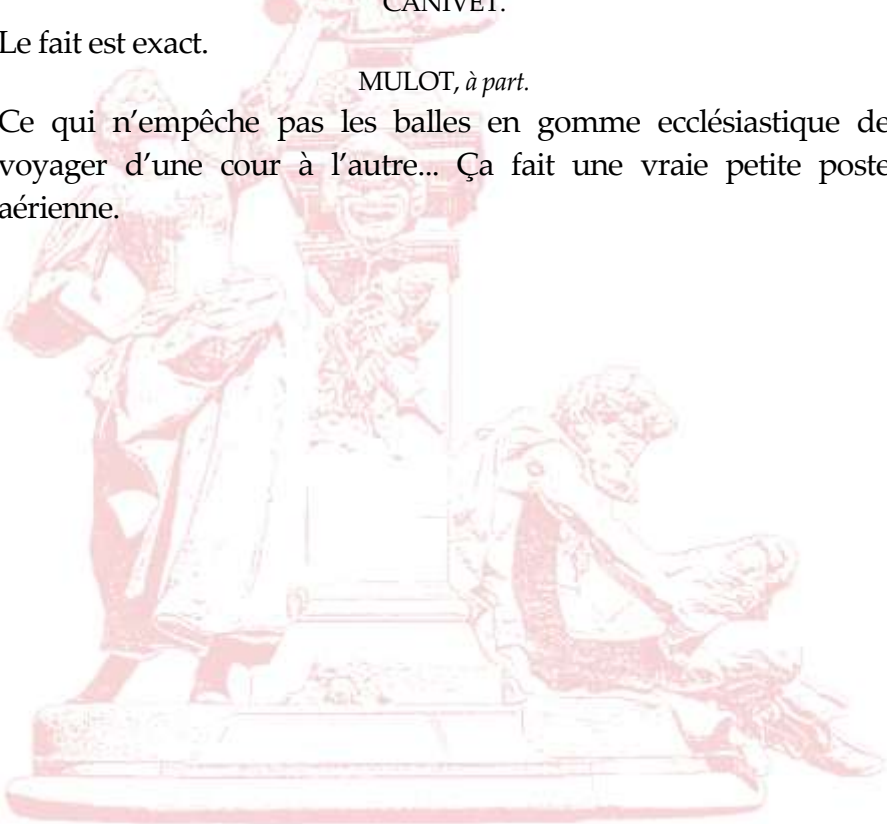 CANIVET.
Le fait est exact.
MULOT, à part.
Ce qui n’empêche pas les balles en gomme ecclésiastique de
voyager d’une cour à l’autre... Ça fait une vraie petite poste
aérienne.